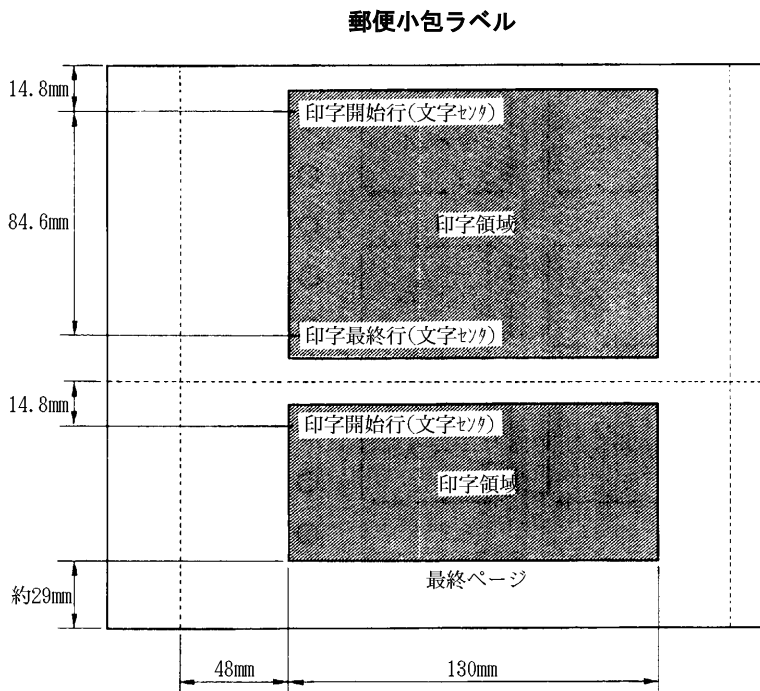 郵便小包ラベル
14.8mm
印字開始行(文字ｾﾝﾀ)
84.6mm
印字領域
印字最終行(文字ｾﾝﾀ)
14.8mm
印字開始行(文字ｾﾝﾀ)
印字領域
最終ページ
約29mm
48mm
130mm